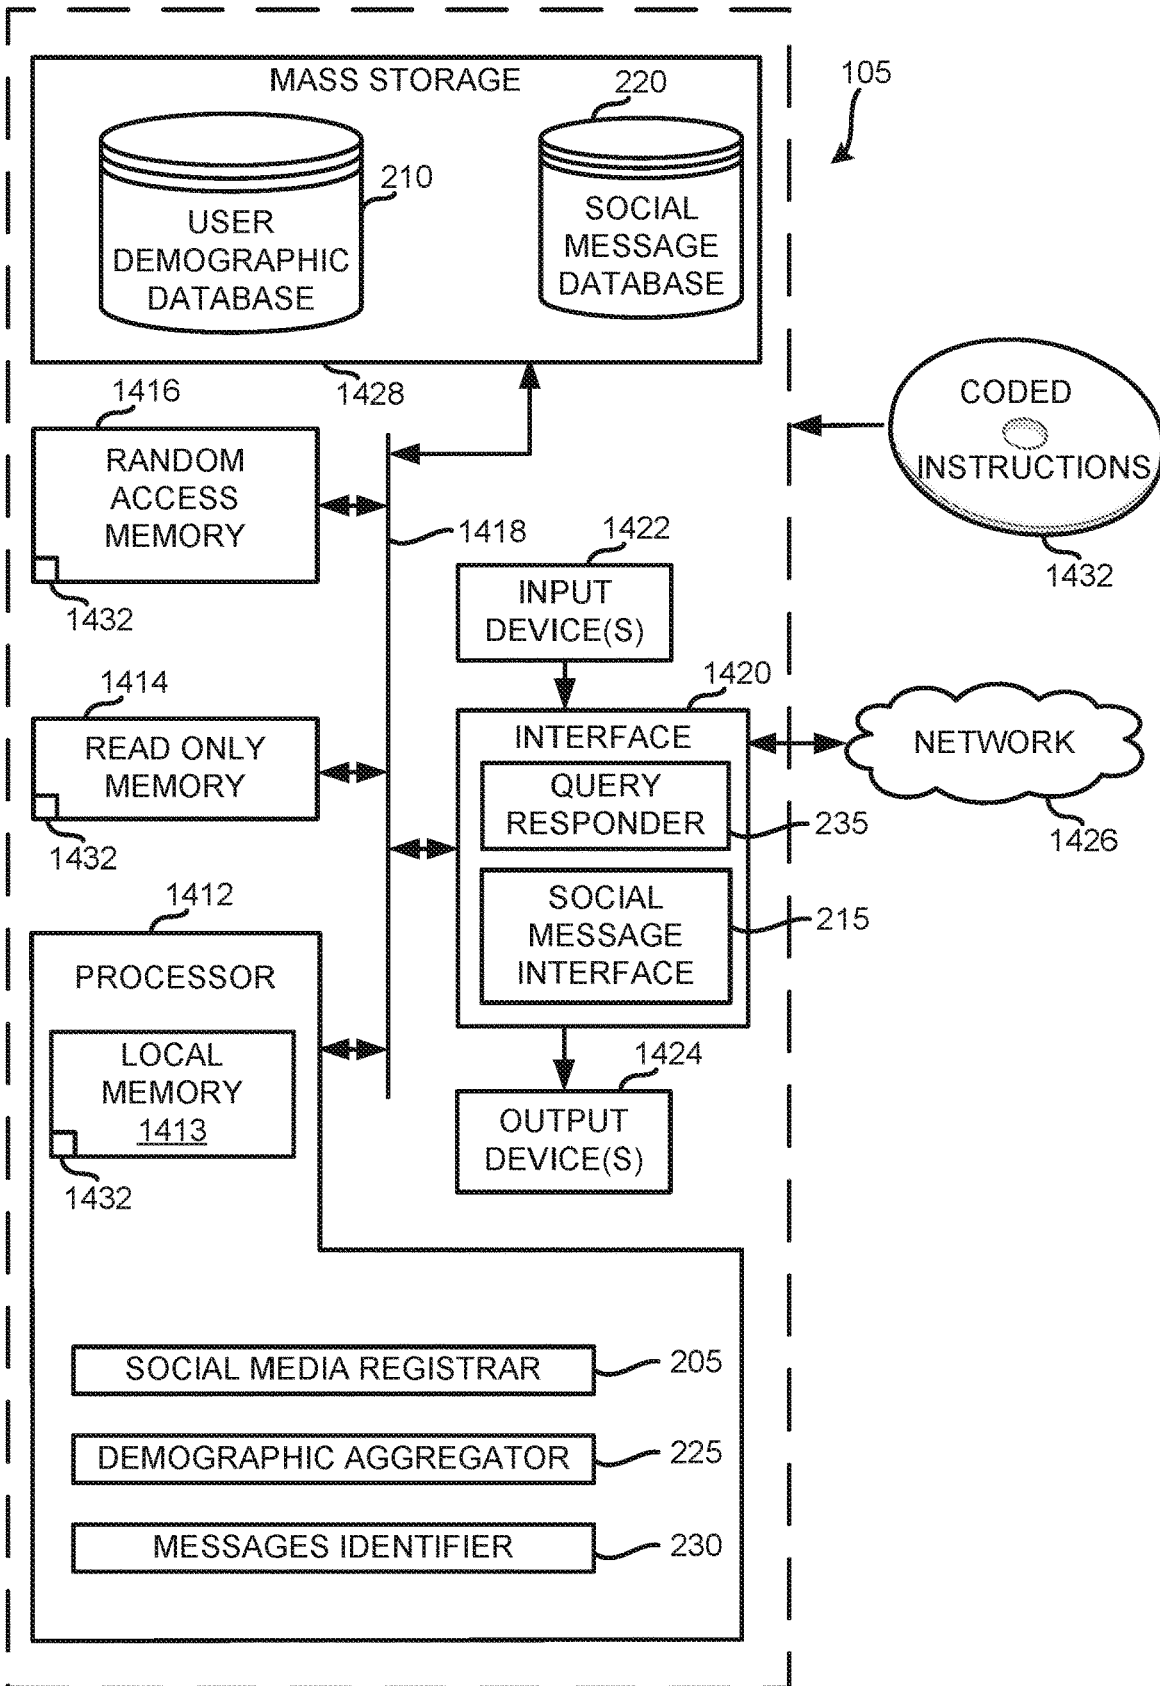 MASS STORAGE
220
105
210
USER
DEMOGRAPHIC
DATABASE
SOCIAL
MESSAGE
DATABASE
1428
1416
RANDOM
ACCESS
MEMORY
1432
CODED
INSTRUCTIONS
1432
1418
1422
INPUT
DEVICE(S)
1414
READ ONLY
MEMORY
1432
1420
INTERFACE
QUERY
RESPONDER
235
NETWORK
1426
SOCIAL
MESSAGE
INTERFACE
215
1412
PROCESSOR
LOCAL
MEMORY
1413
1432
1424
OUTPUT
DEVICE(S)
SOCIAL MEDIA REGISTRAR
205
DEMOGRAPHIC AGGREGATOR
225
MESSAGES IDENTIFIER
230